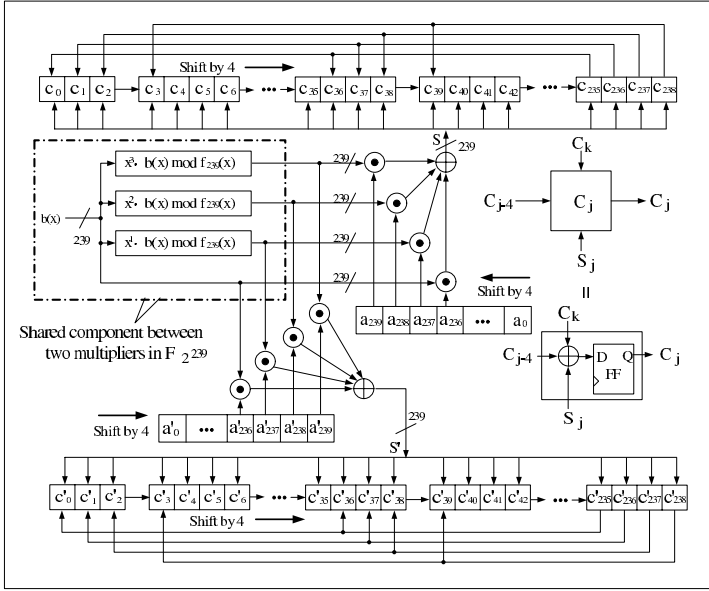 Shift by 4
c0 c1 c2 c3 c4 c5 c6 ••• c35 c36 c37 c38 c39 c40 c41 c42 ••• c235 c236 c237 c238
S 239
x³· b(x) mod f239(x) 239
x²· b(x) mod f239(x) 239
b(x) 239
x¹· b(x) mod f239(x) 239
239
Ck
Cj-4 Cj Cj
Sj
=
Shift by 4
a239 a238 a237 a236 ••• a0
Shared component between
two multipliers in F 2 239
Ck
Cj-4 D Q Cj
FF
Sj
Shift by 4
a'0 ••• a'236 a'237 a'238 a'239
239
S'
c'0 c'1 c'2 c'3 c'4 c'5 c'6 ••• c'35 c'36 c'37 c'38 c'39 c'40 c'41 c'42 ••• c'235 c'236 c'237 c'238
Shift by 4